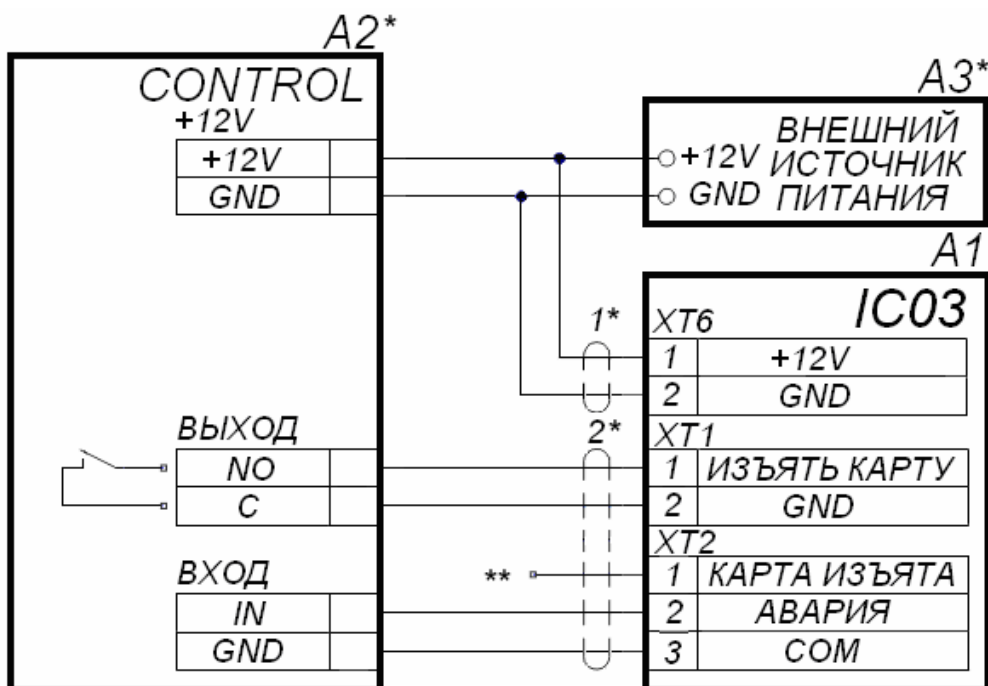 A2*
CONTROL
+12V
+12V
GND
ВЫХОД
NO
C
ВХОД
IN
GND
A3*
+12V ВНЕШНИЙ
ИСТОЧНИК
GND ПИТАНИЯ
A1
IC03
1*
XT6
1 +12V
2 GND
2*
XT1
1 ИЗЪЯТЬ КАРТУ
2 GND
XT2
** 1 КАРТА ИЗЪЯТА
2 АВАРИЯ
3 COM